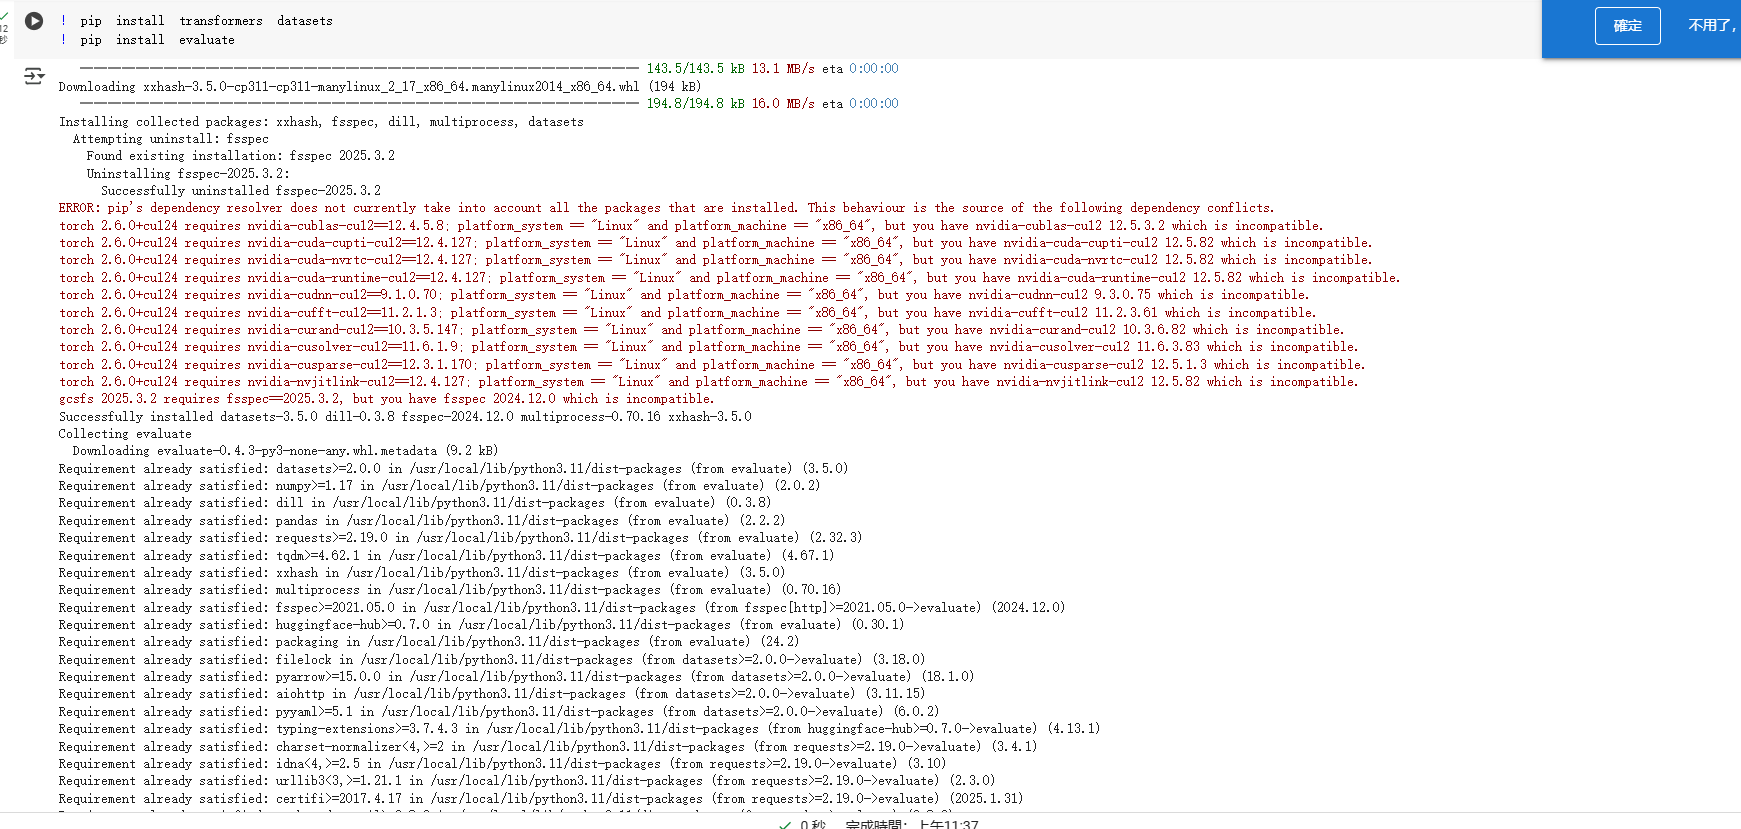 ! pip install transformers datasets
! pip install evaluate
確定
不用了,
12
秒
143.5/143.5 kB 13.1 MB/s eta 0:00:00
Downloading xxhash-3.5.0-cp311-cp311-manylinux_2_17_x86_64.manylinux2014_x86_64.whl (194 kB)
194.8/194.8 kB 16.0 MB/s eta 0:00:00
Installing collected packages: xxhash, fsspec, dill, multiprocess, datasets
Attempting uninstall: fsspec
Found existing installation: fsspec 2025.3.2
Uninstalling fsspec-2025.3.2:
Successfully uninstalled fsspec-2025.3.2
ERROR: pip's dependency resolver does not currently take into account all the packages that are installed. This behaviour is the source of the following dependency conflicts.
torch 2.6.0+cu124 requires nvidia-cublas-cu12==12.4.5.8; platform_system == "Linux" and platform_machine == "x86_64", but you have nvidia-cublas-cu12 12.5.3.2 which is incompatible.
torch 2.6.0+cu124 requires nvidia-cuda-cupti-cu12==12.4.127; platform_system == "Linux" and platform_machine == "x86_64", but you have nvidia-cuda-cupti-cu12 12.5.82 which is incompatible.
torch 2.6.0+cu124 requires nvidia-cuda-nvrtc-cu12==12.4.127; platform_system == "Linux" and platform_machine == "x86_64", but you have nvidia-cuda-nvrtc-cu12 12.5.82 which is incompatible.
torch 2.6.0+cu124 requires nvidia-cuda-runtime-cu12==12.4.127; platform_system == "Linux" and platform_machine == "x86_64", but you have nvidia-cuda-runtime-cu12 12.5.82 which is incompatible.
torch 2.6.0+cu124 requires nvidia-cudnn-cu12==9.1.0.70; platform_system == "Linux" and platform_machine == "x86_64", but you have nvidia-cudnn-cu12 9.3.0.75 which is incompatible.
torch 2.6.0+cu124 requires nvidia-cufft-cu12==11.2.1.3; platform_system == "Linux" and platform_machine == "x86_64", but you have nvidia-cufft-cu12 11.2.3.61 which is incompatible.
torch 2.6.0+cu124 requires nvidia-curand-cu12==10.3.5.147; platform_system == "Linux" and platform_machine == "x86_64", but you have nvidia-curand-cu12 10.3.6.82 which is incompatible.
torch 2.6.0+cu124 requires nvidia-cusolver-cu12==11.6.1.9; platform_system == "Linux" and platform_machine == "x86_64", but you have nvidia-cusolver-cu12 11.6.3.83 which is incompatible.
torch 2.6.0+cu124 requires nvidia-cusparse-cu12==12.3.1.170; platform_system == "Linux" and platform_machine == "x86_64", but you have nvidia-cusparse-cu12 12.5.1.3 which is incompatible.
torch 2.6.0+cu124 requires nvidia-nvjitlink-cu12==12.4.127; platform_system == "Linux" and platform_machine == "x86_64", but you have nvidia-nvjitlink-cu12 12.5.82 which is incompatible.
gcsfs 2025.3.2 requires fsspec==2025.3.2, but you have fsspec 2024.12.0 which is incompatible.
Successfully installed datasets-3.5.0 dill-0.3.8 fsspec-2024.12.0 multiprocess-0.70.16 xxhash-3.5.0
Collecting evaluate
Downloading evaluate-0.4.3-py3-none-any.whl.metadata (9.2 kB)
Requirement already satisfied: datasets>=2.0.0 in /usr/local/lib/python3.11/dist-packages (from evaluate) (3.5.0)
Requirement already satisfied: numpy>=1.17 in /usr/local/lib/python3.11/dist-packages (from evaluate) (2.0.2)
Requirement already satisfied: dill in /usr/local/lib/python3.11/dist-packages (from evaluate) (0.3.8)
Requirement already satisfied: pandas in /usr/local/lib/python3.11/dist-packages (from evaluate) (2.2.2)
Requirement already satisfied: requests>=2.19.0 in /usr/local/lib/python3.11/dist-packages (from evaluate) (2.32.3)
Requirement already satisfied: tqdm>=4.62.1 in /usr/local/lib/python3.11/dist-packages (from evaluate) (4.67.1)
Requirement already satisfied: xxhash in /usr/local/lib/python3.11/dist-packages (from evaluate) (3.5.0)
Requirement already satisfied: multiprocess in /usr/local/lib/python3.11/dist-packages (from evaluate) (0.70.16)
Requirement already satisfied: fsspec>=2021.05.0 in /usr/local/lib/python3.11/dist-packages (from fsspec[http]>=2021.05.0->evaluate) (2024.12.0)
Requirement already satisfied: huggingface-hub>=0.7.0 in /usr/local/lib/python3.11/dist-packages (from evaluate) (0.30.1)
Requirement already satisfied: packaging in /usr/local/lib/python3.11/dist-packages (from evaluate) (24.2)
Requirement already satisfied: filelock in /usr/local/lib/python3.11/dist-packages (from datasets>=2.0.0->evaluate) (3.18.0)
Requirement already satisfied: pyarrow>=15.0.0 in /usr/local/lib/python3.11/dist-packages (from datasets>=2.0.0->evaluate) (18.1.0)
Requirement already satisfied: aiohttp in /usr/local/lib/python3.11/dist-packages (from datasets>=2.0.0->evaluate) (3.11.15)
Requirement already satisfied: pyyaml>=5.1 in /usr/local/lib/python3.11/dist-packages (from datasets>=2.0.0->evaluate) (6.0.2)
Requirement already satisfied: typing-extensions>=3.7.4.3 in /usr/local/lib/python3.11/dist-packages (from huggingface-hub>=0.7.0->evaluate) (4.13.1)
Requirement already satisfied: charset-normalizer<4,>=2 in /usr/local/lib/python3.11/dist-packages (from requests>=2.19.0->evaluate) (3.4.1)
Requirement already satisfied: idna<4,>=2.5 in /usr/local/lib/python3.11/dist-packages (from requests>=2.19.0->evaluate) (3.10)
Requirement already satisfied: urllib3<3,>=1.21.1 in /usr/local/lib/python3.11/dist-packages (from requests>=2.19.0->evaluate) (2.3.0)
Requirement already satisfied: certifi>=2017.4.17 in /usr/local/lib/python3.11/dist-packages (from requests>=2.19.0->evaluate) (2025.1.31)
0 秒 完成時間: 上午11:37